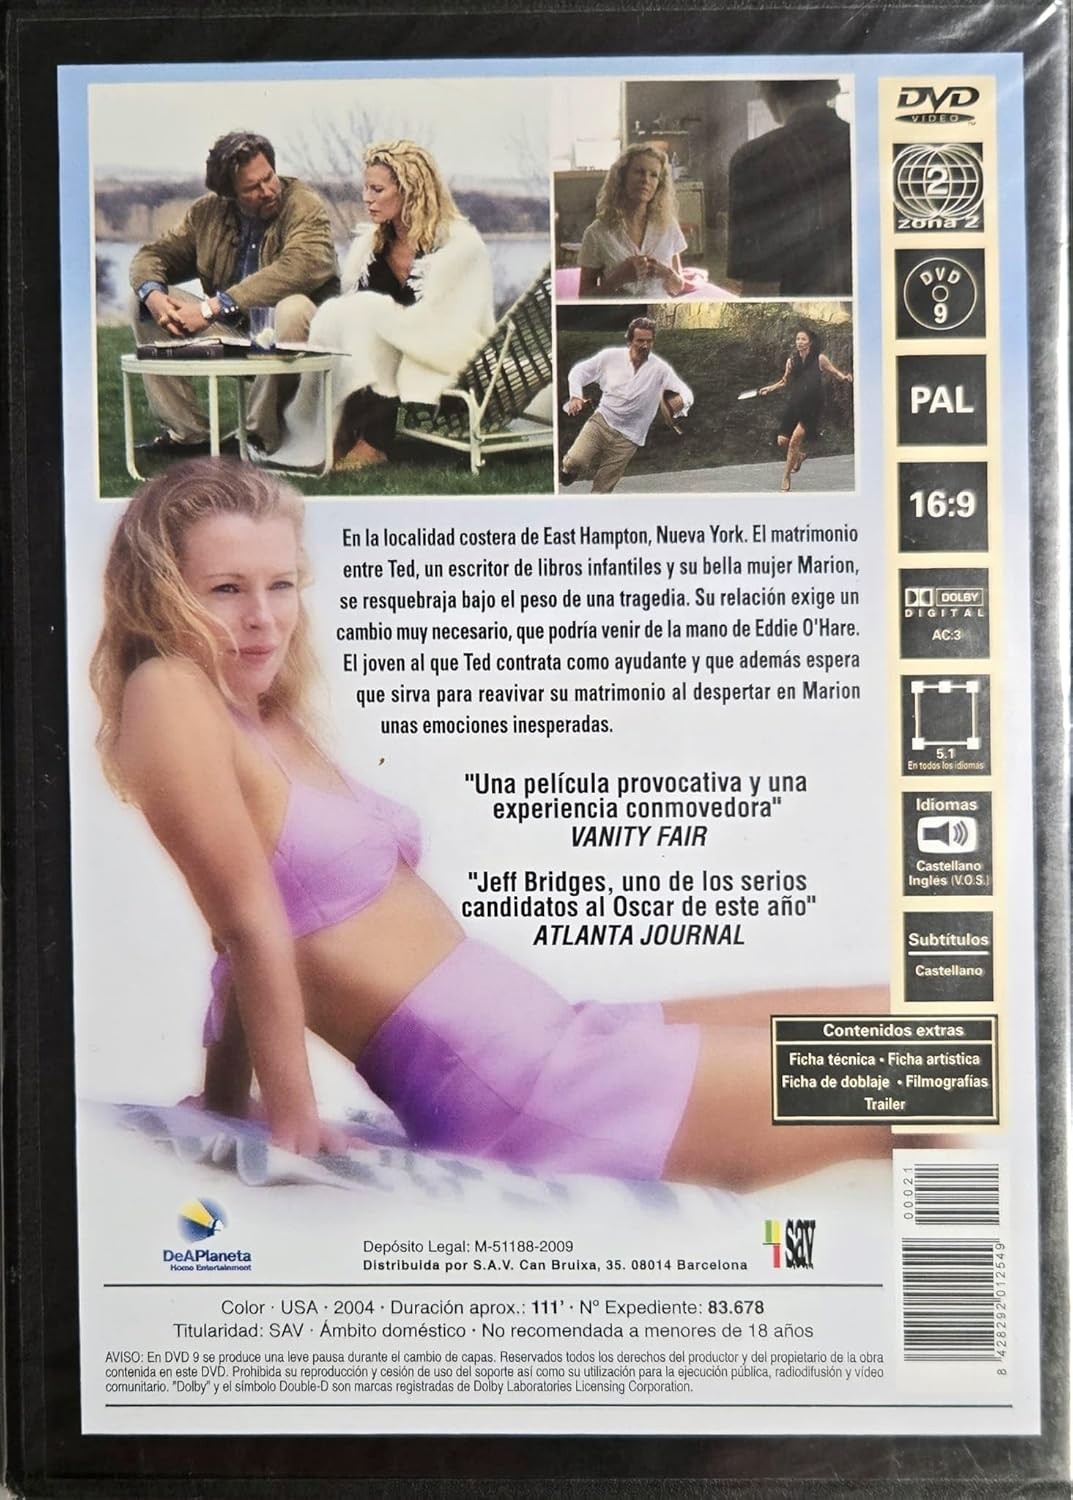 DVD
VIDEO
TM
2
zona 2
DVD
9
PAL
16:9
DOLBY
DIGITAL
AC:3
5.1
En todos los idiomas
Idiomas
Castellano
Inglés (V.O.S.)
Subtítulos
Castellano
En la localidad costera de East Hampton, Nueva York. El matrimonio
entre Ted, un escritor de libros infantiles y su bella mujer Marion,
se resquebraja bajo el peso de una tragedia. Su relación exige un
cambio muy necesario, que podría venir de la mano de Eddie O'Hare.
El joven al que Ted contrata como ayudante y que además espera
que sirva para reavivar su matrimonio al despertar en Marion
unas emociones inesperadas.
"Una película provocativa y una
experiencia conmovedora"
VANITY FAIR
"Jeff Bridges, uno de los serios
candidatos al Oscar de este año"
ATLANTA JOURNAL
Contenidos extras
Ficha técnica • Ficha artística
Ficha de doblaje • Filmografías
Trailer
DeAPlaneta
Home Entertainment
Depósito Legal: M-51188-2009
Distribuida por S.A.V. Can Bruixa, 35. 08014 Barcelona
sav
00021
8 428292 012549
Color · USA · 2004 · Duración aprox.: 111' · Nº Expediente: 83.678
Titularidad: SAV · Ámbito doméstico · No recomendada a menores de 18 años
AVISO: En DVD 9 se produce una leve pausa durante el cambio de capas. Reservados todos los derechos del productor y del propietario de la obra
contenida en este DVD. Prohibida su reproducción y cesión de uso del soporte así como su utilización para la ejecución pública, radiodifusión y vídeo
comunitario. "Dolby" y el símbolo Double-D son marcas registradas de Dolby Laboratories Licensing Corporation.